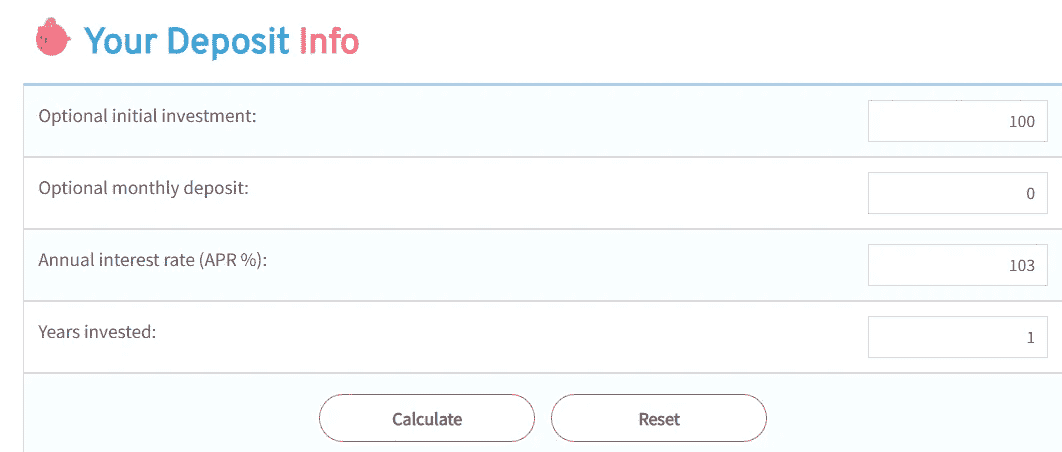 Your Deposit Info
Optional initial investment: 100
Optional monthly deposit: 0
Annual interest rate (APR %): 103
Years invested: 1
Calculate Reset